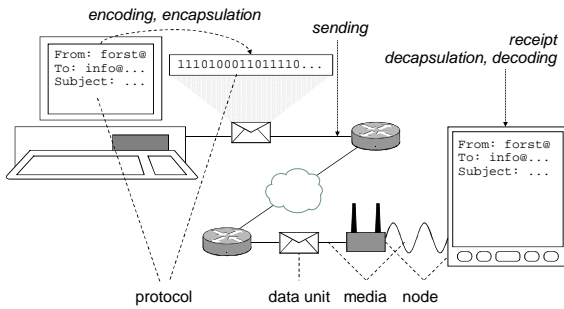 encoding, encapsulation
sending
receipt
decapsulation, decoding
From: forst@
To: info@...
Subject: ...
1110100011011110...
From: forst@
To: info@...
Subject: ...
protocol
data unit
media
node